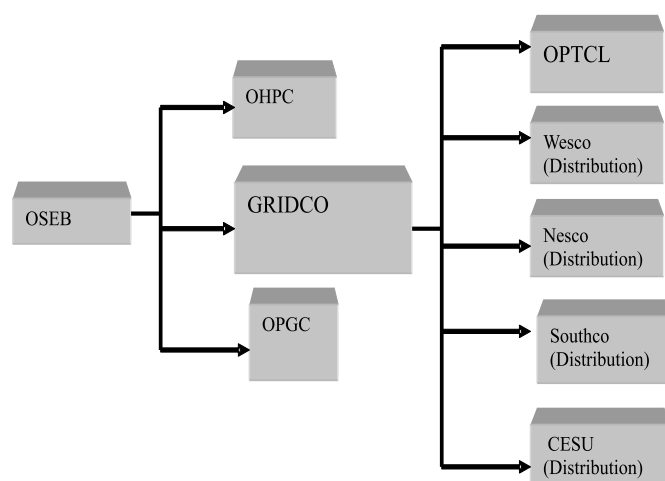 OSEB
OHPC
GRIDCO
OPGC
OPTCL
Wesco
(Distribution)
Nesco
(Distribution)
Southco
(Distribution)
CESU
(Distribution)